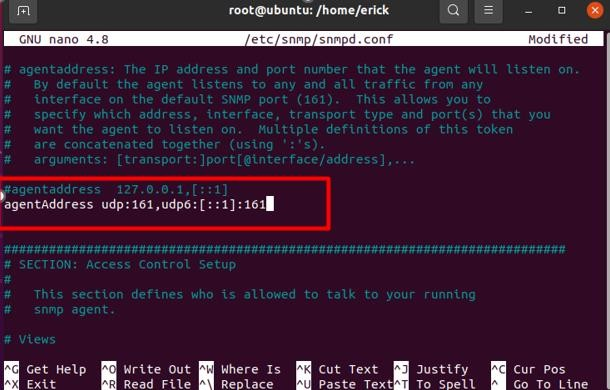 root@ubuntu: /home/erick
GNU nano 4.8 /etc/snmp/snmpd.conf Modified
# agentaddress: The IP address and port number that the agent will listen on.
#   By default the agent listens to any and all traffic from any
#   interface on the default SNMP port (161).  This allows you to
#   specify which address, interface, transport type and port(s) that you
#   want the agent to listen on.  Multiple definitions of this token
#   are concatenated together (using ':'s).
#   arguments: [transport:]port[@interface/address],...
#agentaddress  127.0.0.1,[::1]
agentAddress udp:161,udp6:[::1]:161
###########################################################################
# SECTION: Access Control Setup
#
#   This section defines who is allowed to talk to your running
#   snmp agent.
# Views
^G Get Help ^O Write Out ^W Where Is ^K Cut Text ^J Justify ^C Cur Pos
^X Exit ^R Read File ^\ Replace ^U Paste Text ^T To Spell ^_ Go To Line